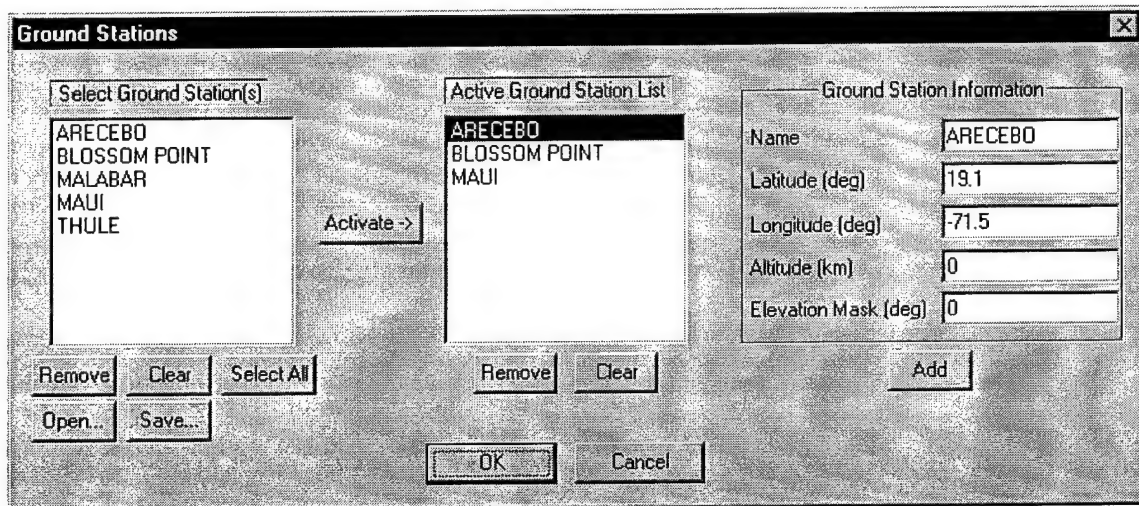 Ground Stations
Select Ground Station(s)
ARECEBO
BLOSSOM POINT
MALABAR
MAUI
THULE
Activate ->
Remove Clear Select All
Open... Save...
Active Ground Station List
ARECEBO
BLOSSOM POINT
MAUI
Remove Clear
Ground Station Information
Name ARECEBO
Latitude (deg) 19.1
Longitude (deg) -71.5
Altitude (km) 0
Elevation Mask (deg) 0
Add
OK Cancel